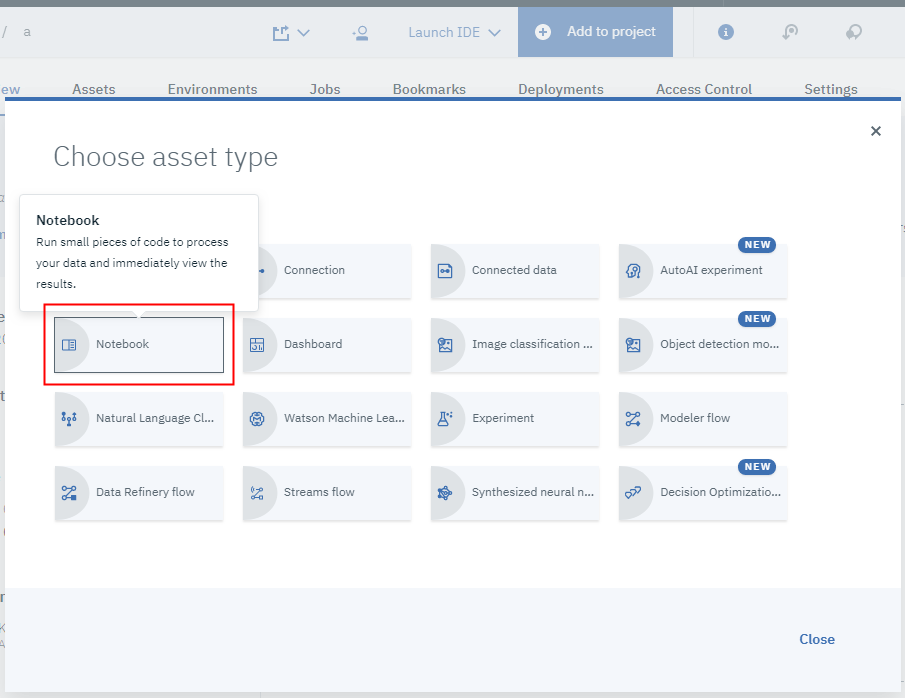 / a
Launch IDE
Add to project
ew
Assets
Environments
Jobs
Bookmarks
Deployments
Access Control
Settings
Choose asset type
Notebook
Run small pieces of code to process
your data and immediately view the
results.
Connection
Connected data
NEW
AutoAI experiment
Notebook
Dashboard
Image classification ...
NEW
Object detection mo...
Natural Language Cl...
Watson Machine Lea...
Experiment
Modeler flow
Data Refinery flow
Streams flow
Synthesized neural n...
NEW
Decision Optimizatio...
Close